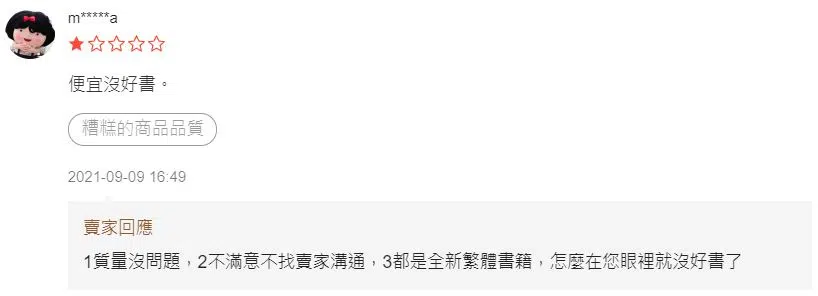 m*****a
便宜沒好書。
糟糕的商品品質
2021-09-09 16:49
賣家回應
1質量沒問題，2不滿意不找賣家溝通，3都是全新繁體書籍，怎麼在您眼裡就沒好書了